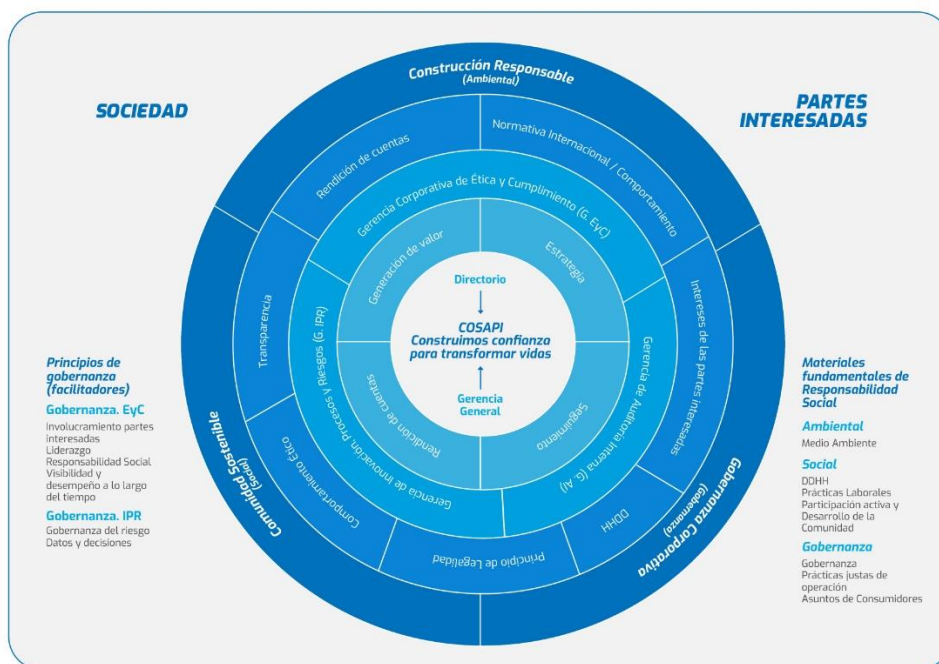 SOCIEDAD
PARTES
INTERESADAS
Construcción Responsable
(Ambiental)
Rendición de cuentas
Normativa Internacional / Comportamiento
Gerencia Corporativa de Ética y Cumplimiento (G. EyC)
Generación de valor
Estrategia
Transparencia
Intereses de las partes interesadas
Gerencia de Innovación, Procesos y Riesgos (G. IPR)
Gerencia de Auditoría Interna (G. AI)
Directorio
COSAPI
Construimos confianza
para transformar vidas
Gerencia
General
Rendición de cuentas
Seguimiento
Comportamiento Ético
Principio de Legalidad
DDHH
Comunidad Sostenible
(Social)
Gobernanza Corporativa
(Gobernanza)
Principios de
gobernanza
(facilitadores)
Gobernanza. EyC
Involucramiento partes
interesadas
Liderazgo
Responsabilidad Social
Visibilidad y
desempeño a lo largo
del tiempo
Gobernanza. IPR
Gobernanza del riesgo
Datos y decisiones
Materiales
fundamentales de
Responsabilidad
Social
Ambiental
Medio Ambiente
Social
DDHH
Prácticas Laborales
Participación activa y
Desarrollo de la
Comunidad
Gobernanza
Gobernanza
Prácticas justas de
operación
Asuntos de Consumidores